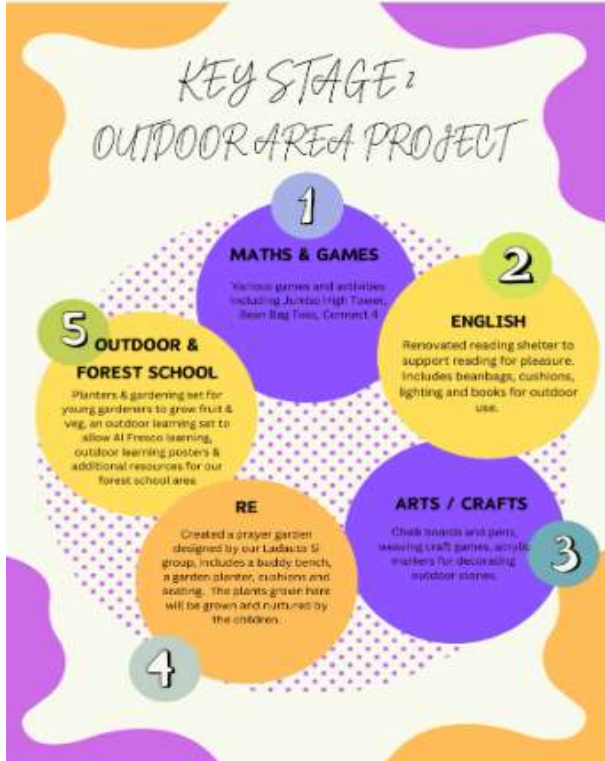 KEY STAGE 2
OUTDOOR AREA PROJECT
1
MATHS & GAMES
Various games and activities
including Jumbo High Tower,
Bean Bag Toss, Connect 4
2
ENGLISH
Renovated reading shelter to
support reading for pleasure.
Includes beanbags, cushions,
lighting and books for outdoor
use.
3
ARTS / CRAFTS
Chalk boards and pens,
weaving craft games, acrylic
markers for decorating
outdoor stones.
4
RE
Created a prayer garden
designed by our Laudato Si
group, includes a buddy bench,
a garden planter, cushions and
seating. The plants grown here
will be grown and nurtured by
the children.
5
OUTDOOR &
FOREST SCHOOL
Planters & gardening set for
young gardeners to grow fruit &
veg, an outdoor learning set to
allow Al Fresco learning,
outdoor learning posters &
additional resources for our
forest school area